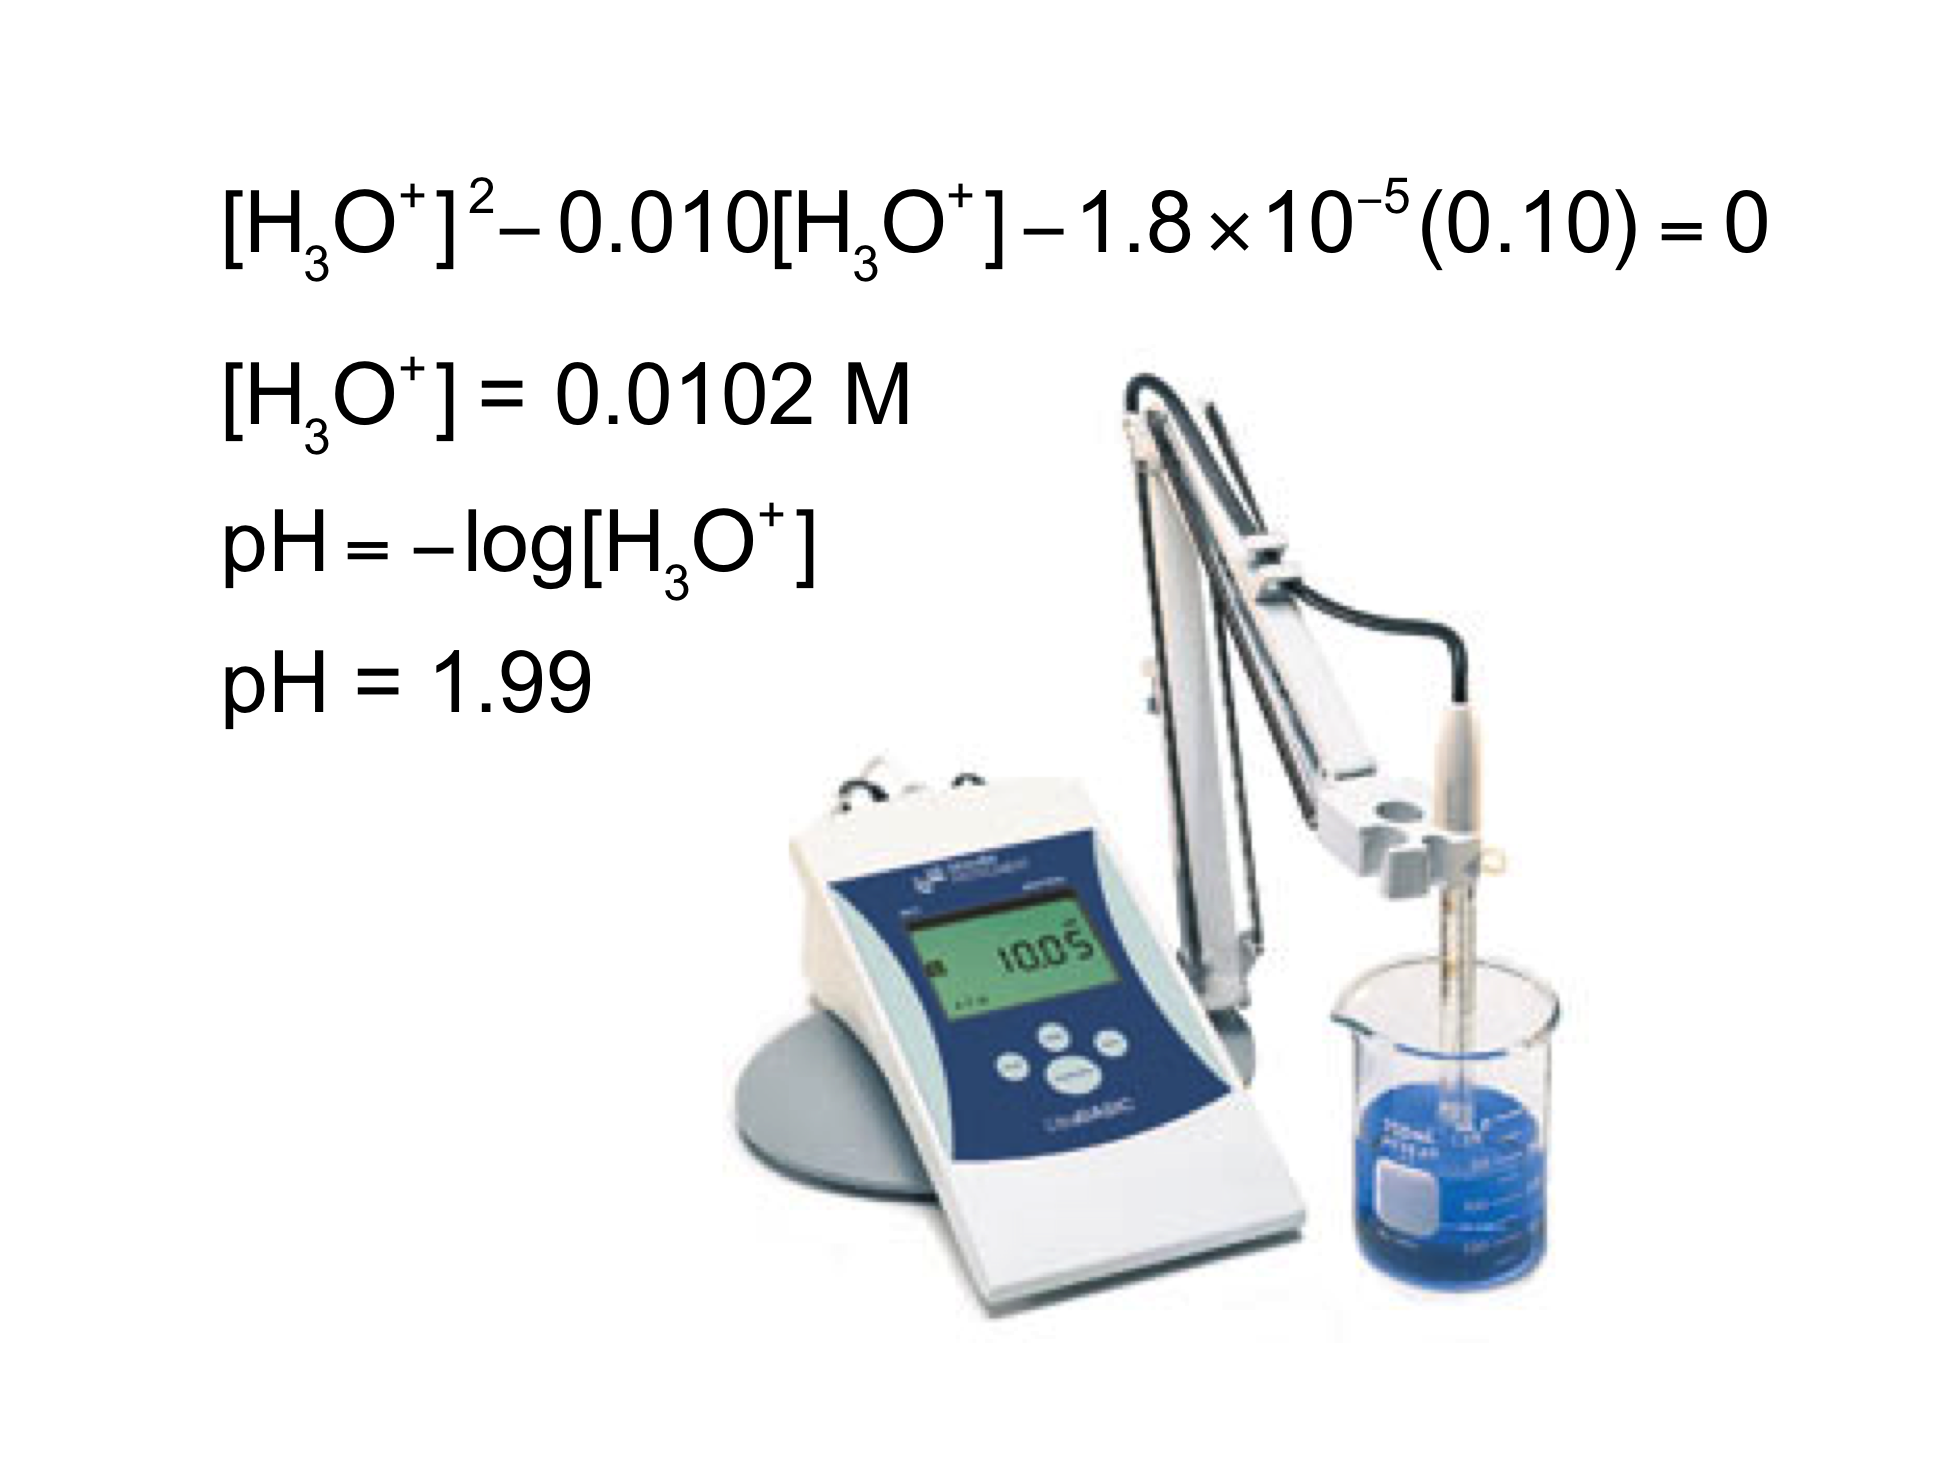 [H₃O⁺]² – 0.010[H₃O⁺] – 1.8 × 10⁻⁵(0.10) = 0
[H₃O⁺] = 0.0102 M
pH = –log[H₃O⁺]
pH = 1.99
10.05
UltraBASIC